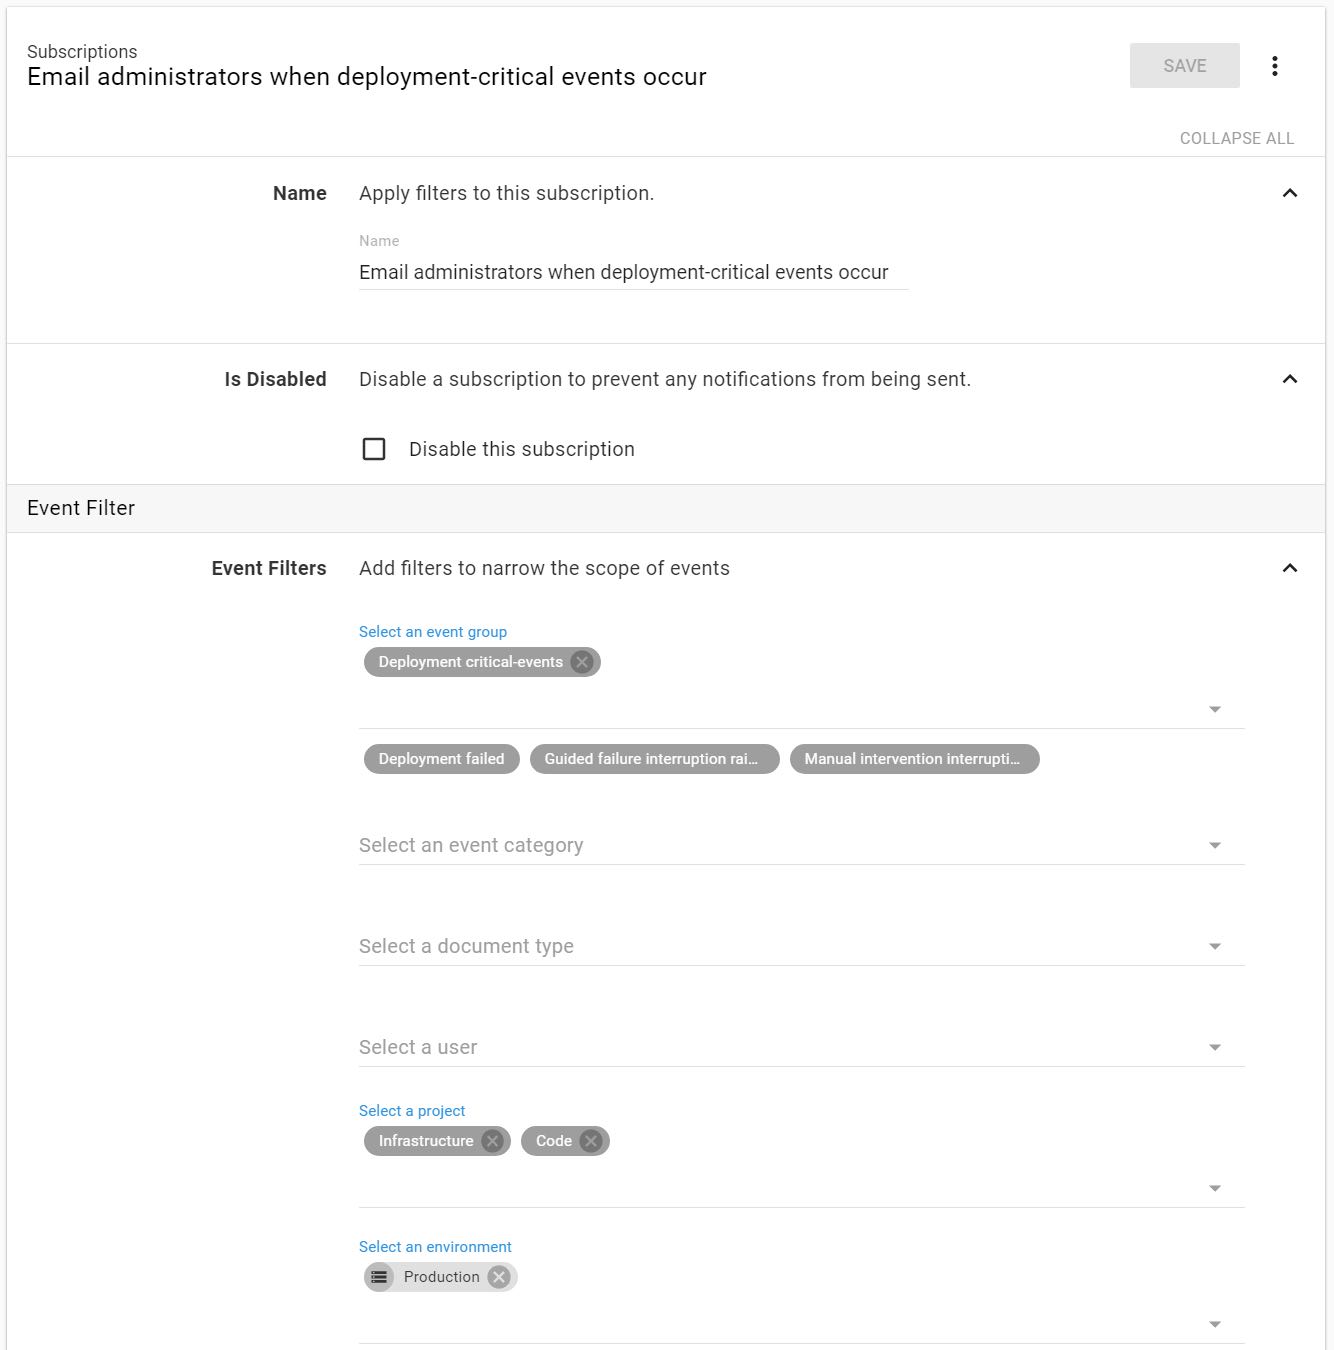 Subscriptions
Email administrators when deployment-critical events occur
SAVE
COLLAPSE ALL
Name
Apply filters to this subscription.
Name
Email administrators when deployment-critical events occur
Is Disabled
Disable a subscription to prevent any notifications from being sent.
Disable this subscription
Event Filter
Event Filters
Add filters to narrow the scope of events
Select an event group
Deployment critical-events
Deployment failed
Guided failure interruption rai...
Manual intervention interrupti...
Select an event category
Select a document type
Select a user
Select a project
Infrastructure
Code
Select an environment
Production